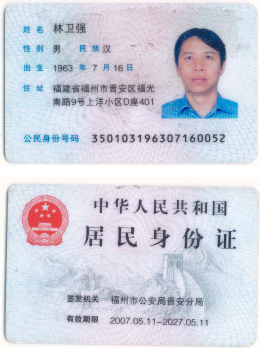 姓名 林卫强
性别 男 民族 汉
出生 1963 年 7 月 16 日
住址 福建省福州市晋安区福光
南路9号上洋小区D座401
公民身份号码 350103196307160052
中华人民共和国
居民身份证
签发机关 福州市公安局晋安分局
有效期限 2007.05.11-2027.05.11